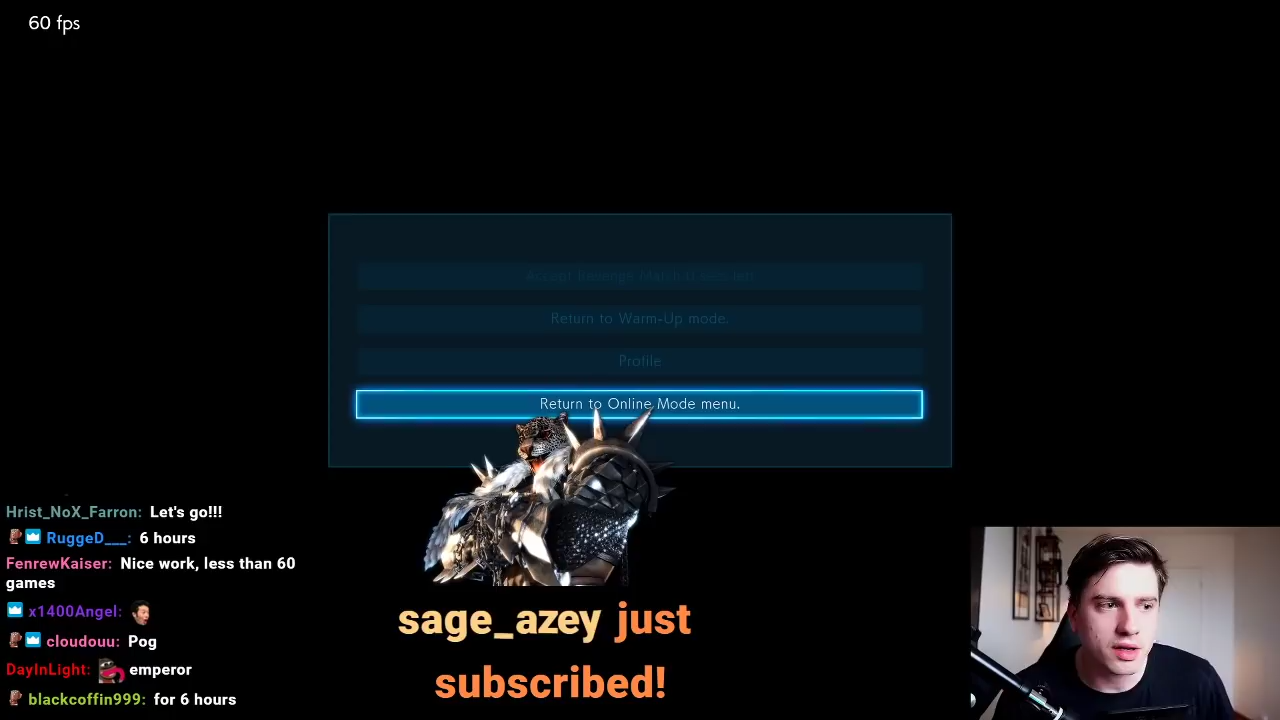 60 fps
Return to Warm-Up mode.
Profile
Return to Online Mode menu.
Hrist_NoX_Farron: Let's go!!!
RuggeD___: 6 hours
FenrewKaiser: Nice work, less than 60
games
x1400Angel:
cloudouu: Pog
DayInLight: emperor
blackcoffin999: for 6 hours
sage_azey just
subscribed!